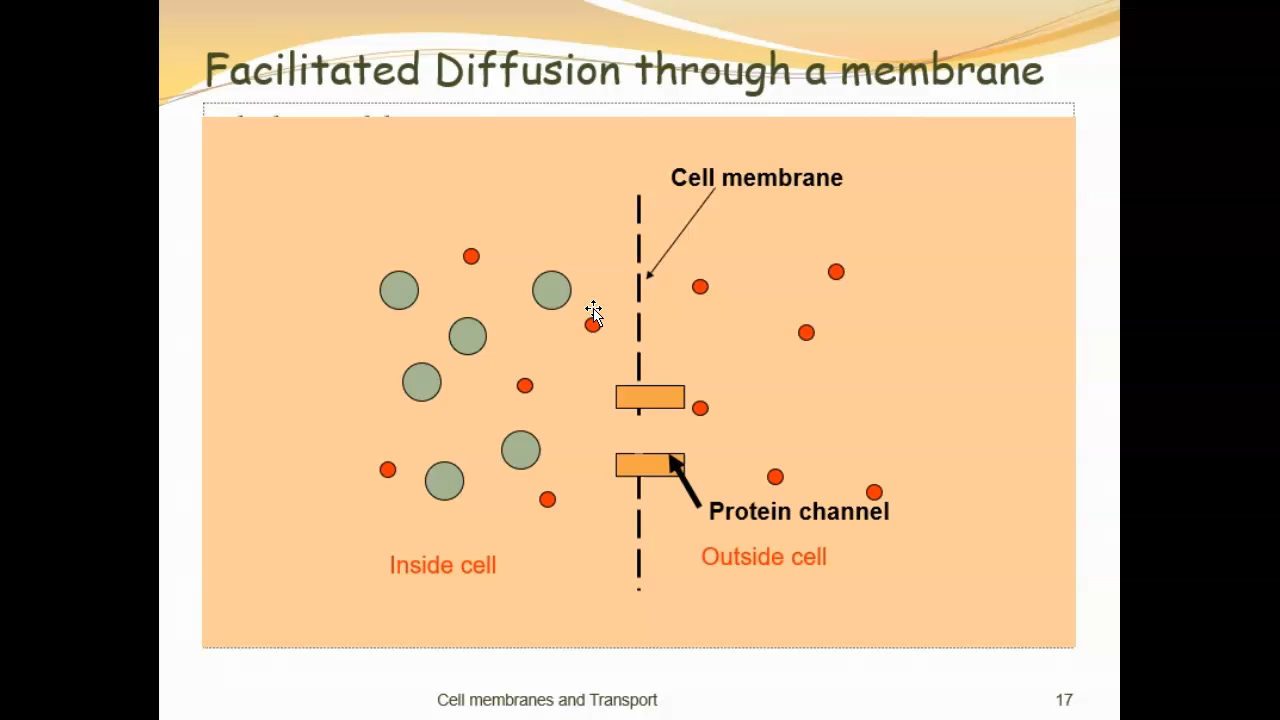 Facilitated Diffusion through a membrane
Cell membrane
Protein channel
Inside cell
Outside cell
Cell membranes and Transport
17